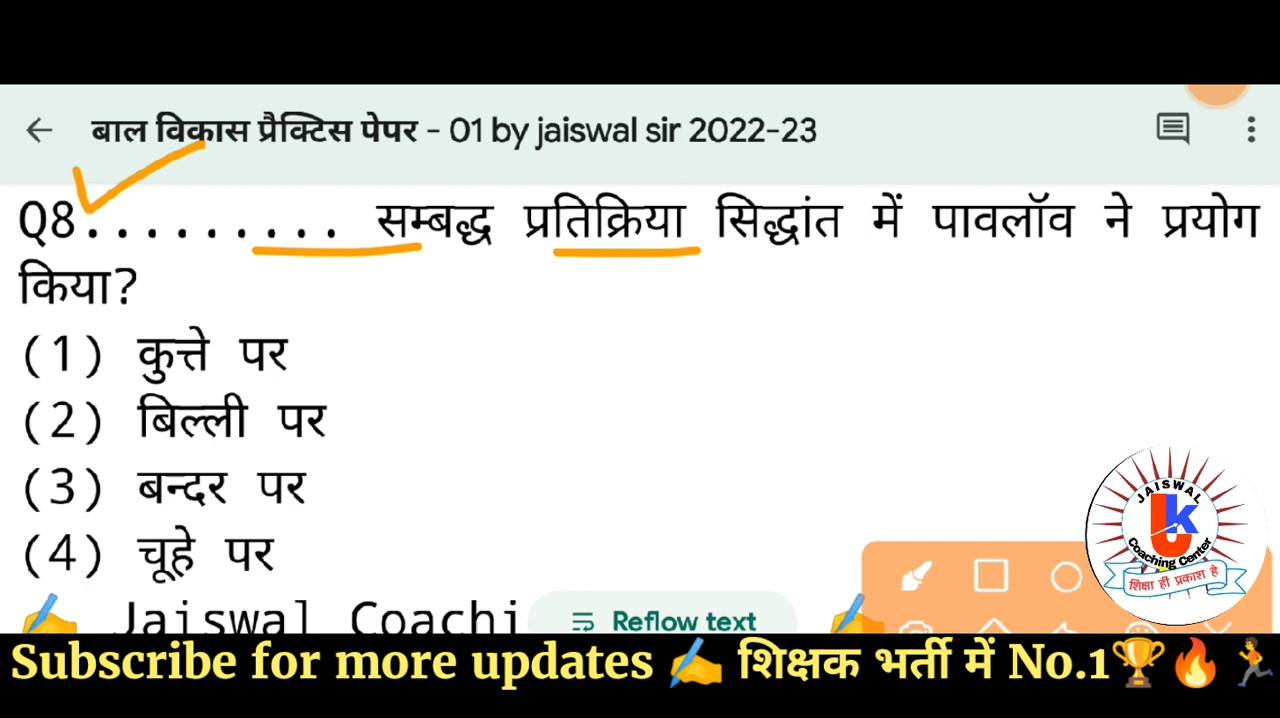 बाल विकास प्रैक्टिस पेपर - 01 by jaiswal sir 2022-23
Q8......... सम्बद्ध प्रतिक्रिया सिद्धांत में पावलॉव ने प्रयोग
किया?
(1) कुत्ते पर
(2) बिल्ली पर
(3) बन्दर पर
(4) चूहे पर
JAISWAL
UK
Coaching Center
शिक्षा ही प्रकाश है
✍️ Jaiswal Coachi ✍️
Reflow text
Subscribe for more updates ✍️ शिक्षक भर्ती में No.1🏆🔥🏃